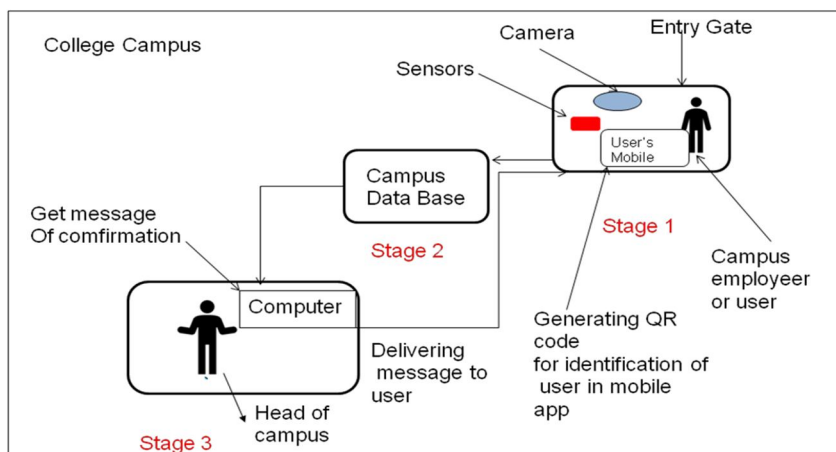 College Campus
Camera
Entry Gate
Sensors
User's
Mobile
Campus
Data Base
Stage 1
Stage 2
Get message
Of comfirmation
Computer
Campus
employeer
or user
Generating QR
code
for identification of
user in mobile
app
Delivering
message to
user
Head of
campus
Stage 3